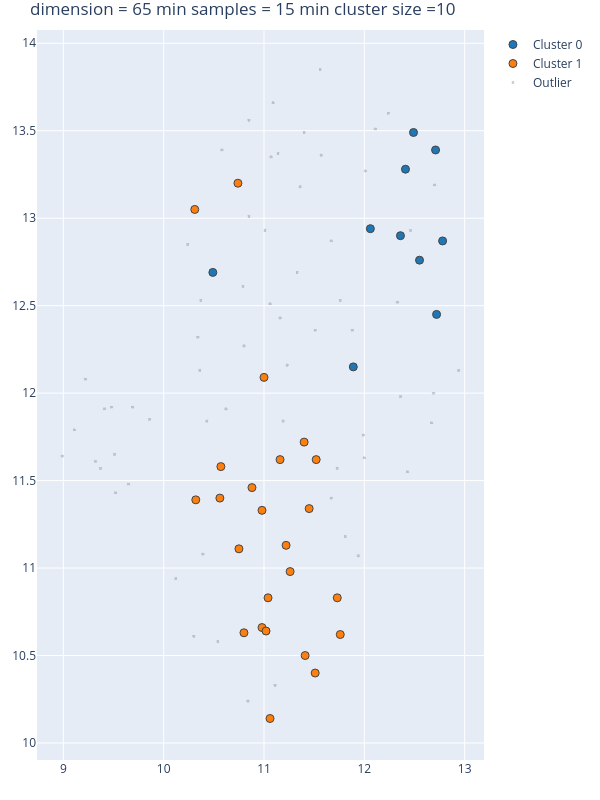 dimension = 65 min samples = 15 min cluster size =10
Cluster 0
Cluster 1
Outlier
14
13.5
13
12.5
12
11.5
11
10.5
10
9 10 11 12 13